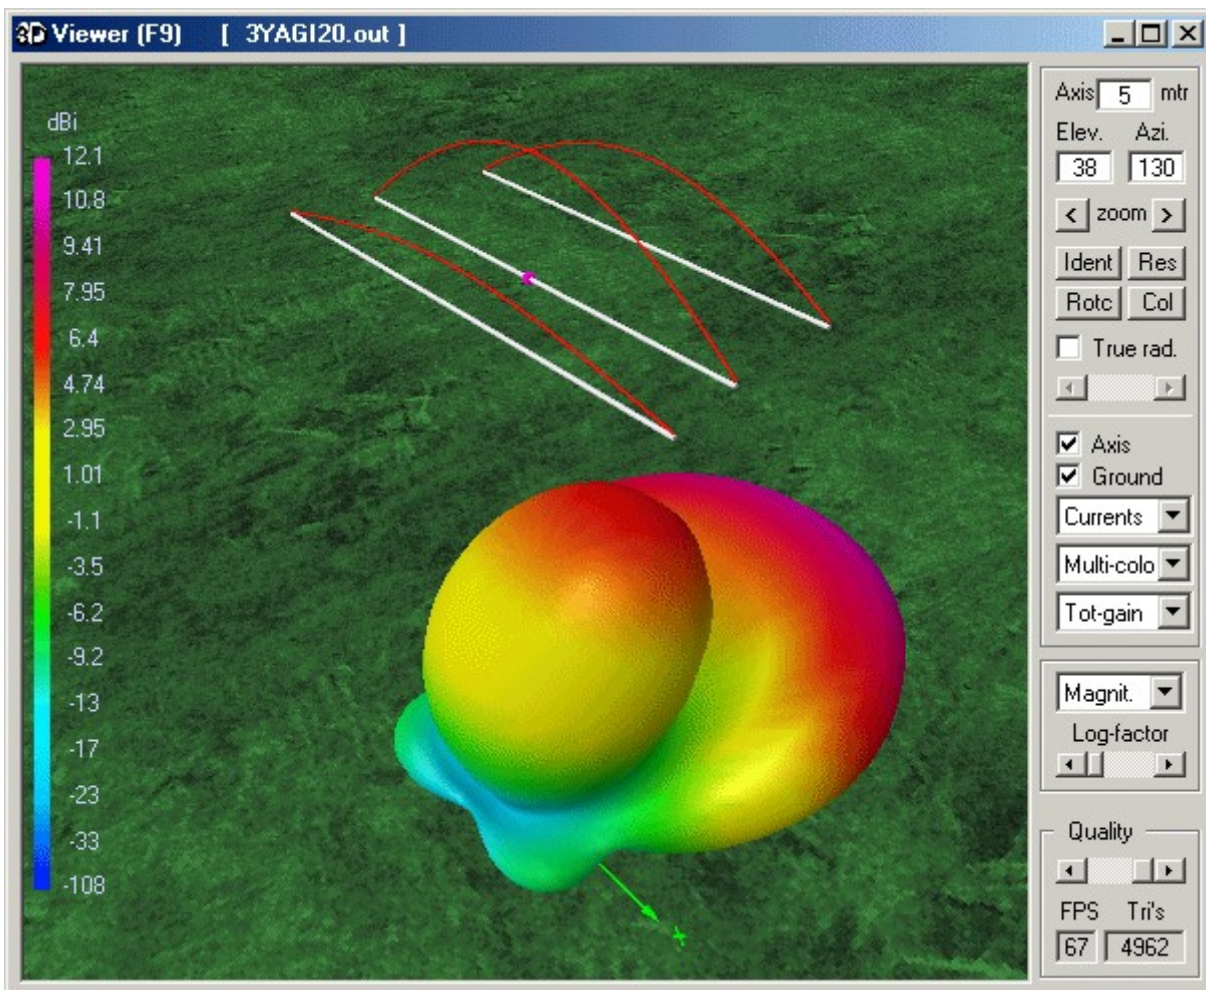 3D Viewer (F9) [ 3YAGI20.out ]
dBi
12.1
10.8
9.41
7.95
6.4
4.74
2.95
1.01
-1.1
-3.5
-6.2
-9.2
-13
-17
-23
-33
-108
X
Axis 5 mtr
Elev. Azi.
38 130
< zoom >
Ident Res
Rotc Col
True rad.
Axis
Ground
Currents
Multi-colo
Tot-gain
Magnit.
Log-factor
Quality
FPS Tri's
67 4962